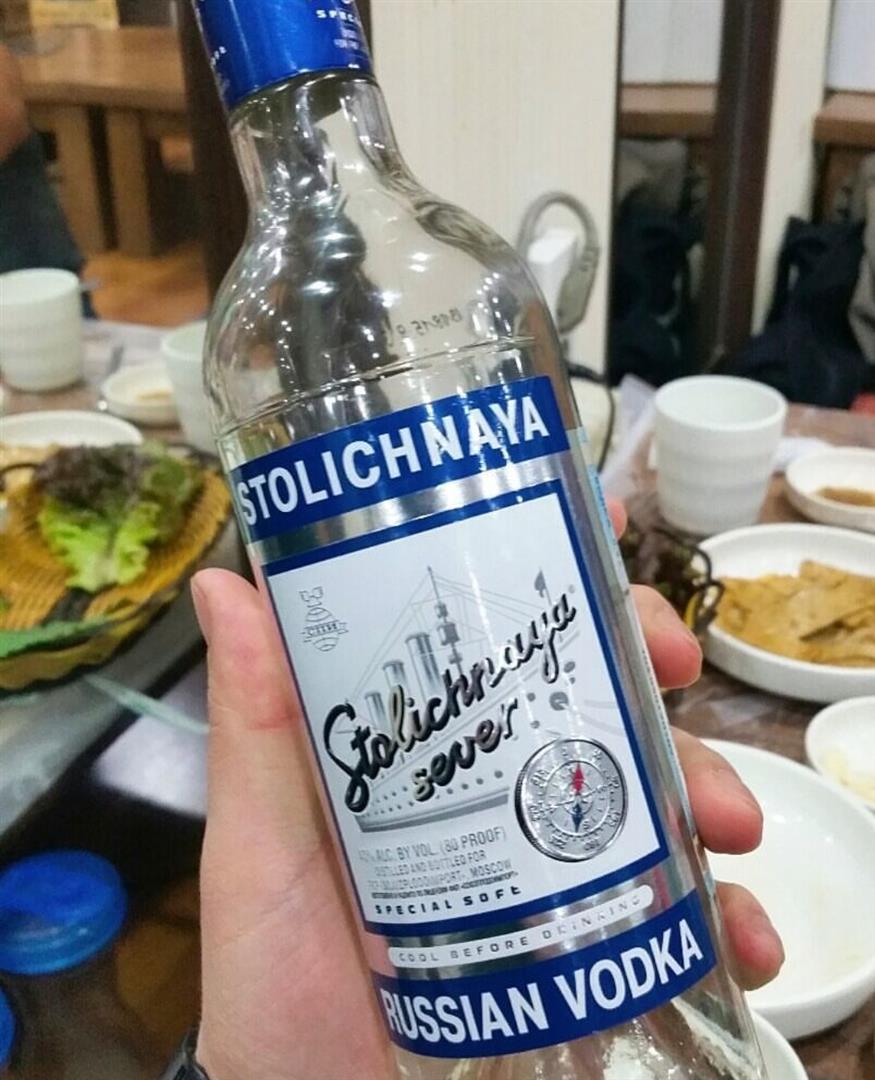 STOLICHNAYA
Stolichnaya
sever
40% ALC. BY VOL. (80 PROOF)
DISTILLED AND BOTTLED FOR
MOSCOW
SPECIAL SOFT
COOL BEFORE DRINKING
RUSSIAN VODKA